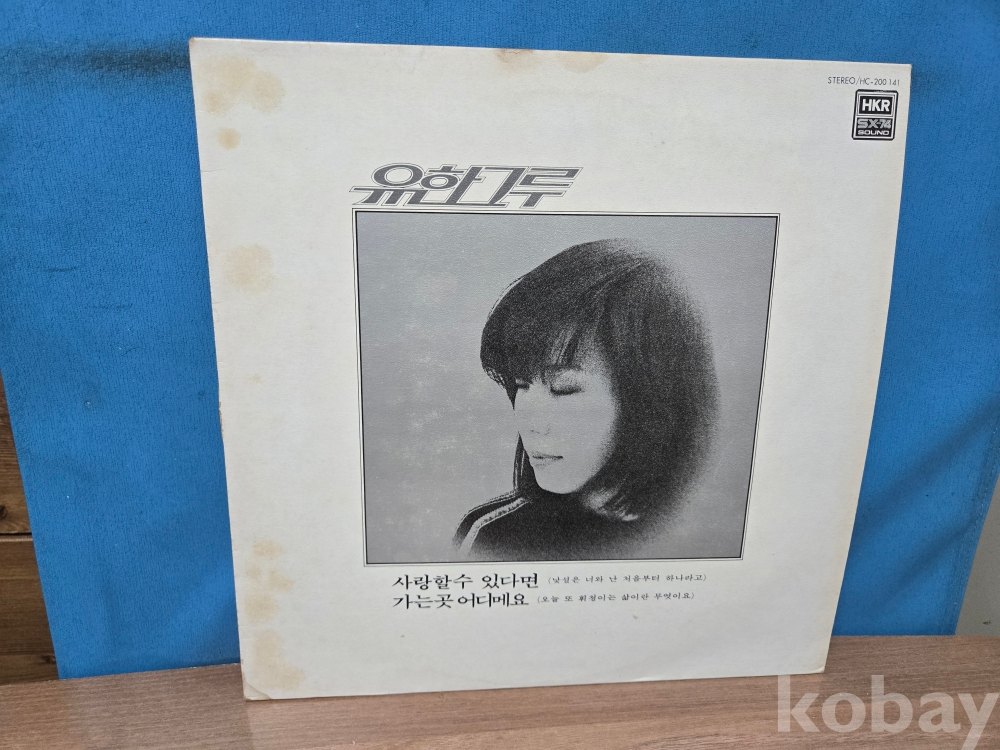 STEREO/HC-200141
HKR
SX-74
SOUND
유한그루
사랑할수 있다면 (낯설은 너와 난 처음부터 하나라고)
가는곳 어디메요 (오늘 또 휘청이는 삶이란 무엇이요)
kobay